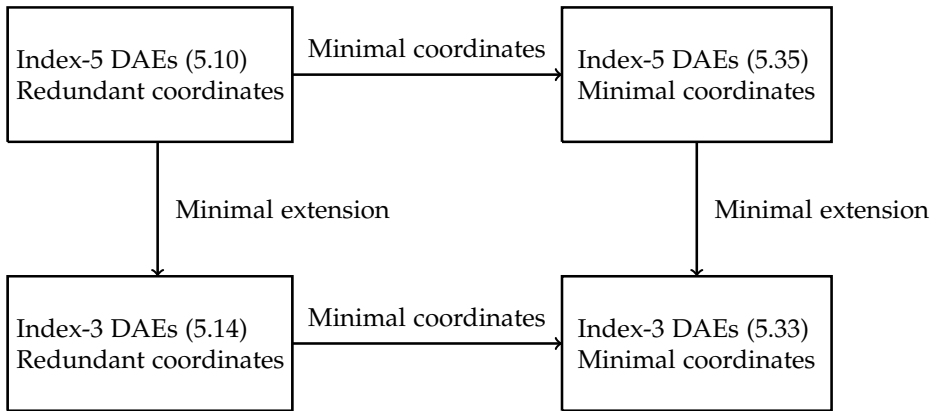 Index-5 DAEs (5.10)
Redundant coordinates
Minimal coordinates
Index-5 DAEs (5.35)
Minimal coordinates
Minimal extension
Minimal extension
Index-3 DAEs (5.14)
Redundant coordinates
Minimal coordinates
Index-3 DAEs (5.33)
Minimal coordinates